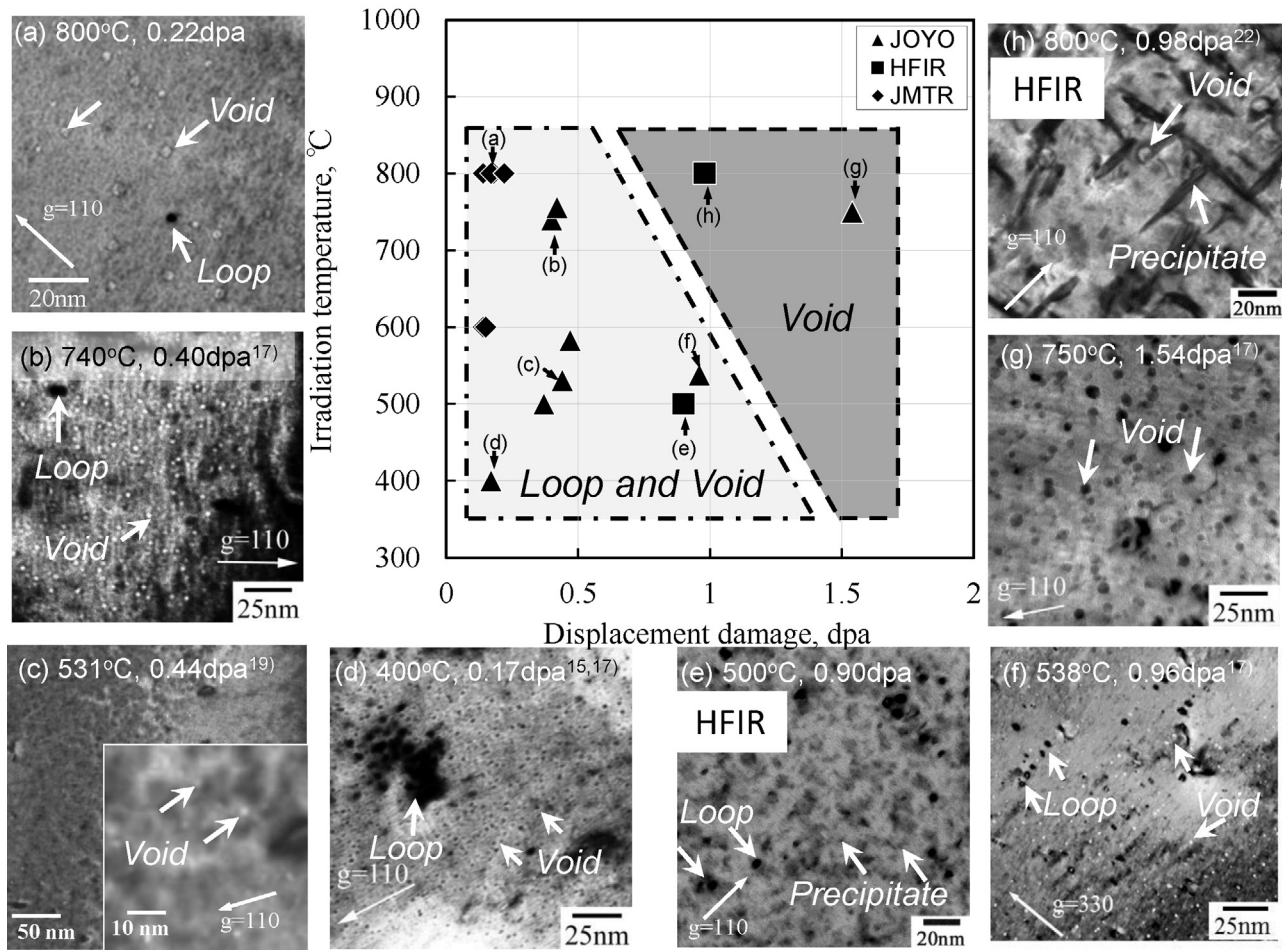 (a) 800°C, 0.22dpa
Void
g=110
Loop
20nm
(b) 740°C, 0.40dpa17)
Loop
Void
g=110
25nm
(c) 531°C, 0.44dpa19)
Void
g=110
50 nm
10 nm
(d) 400°C, 0.17dpa15,17)
Loop
Void
g=110
25nm
(e) 500°C, 0.90dpa
HFIR
Loop
Precipitate
g=110
20nm
(f) 538°C, 0.96dpa17)
Loop
Void
g=330
25nm
(g) 750°C, 1.54dpa17)
Void
g=110
25nm
(h) 800°C, 0.98dpa22)
HFIR
Void
g=110
Precipitate
20nm
Irradiation temperature, °C
1000
900
800
700
600
500
400
300
0
0.5
1
1.5
2
Displacement damage, dpa
JOYO
HFIR
JMTR
(a)
(b)
(c)
(d)
(e)
(f)
(g)
(h)
Loop and Void
Void